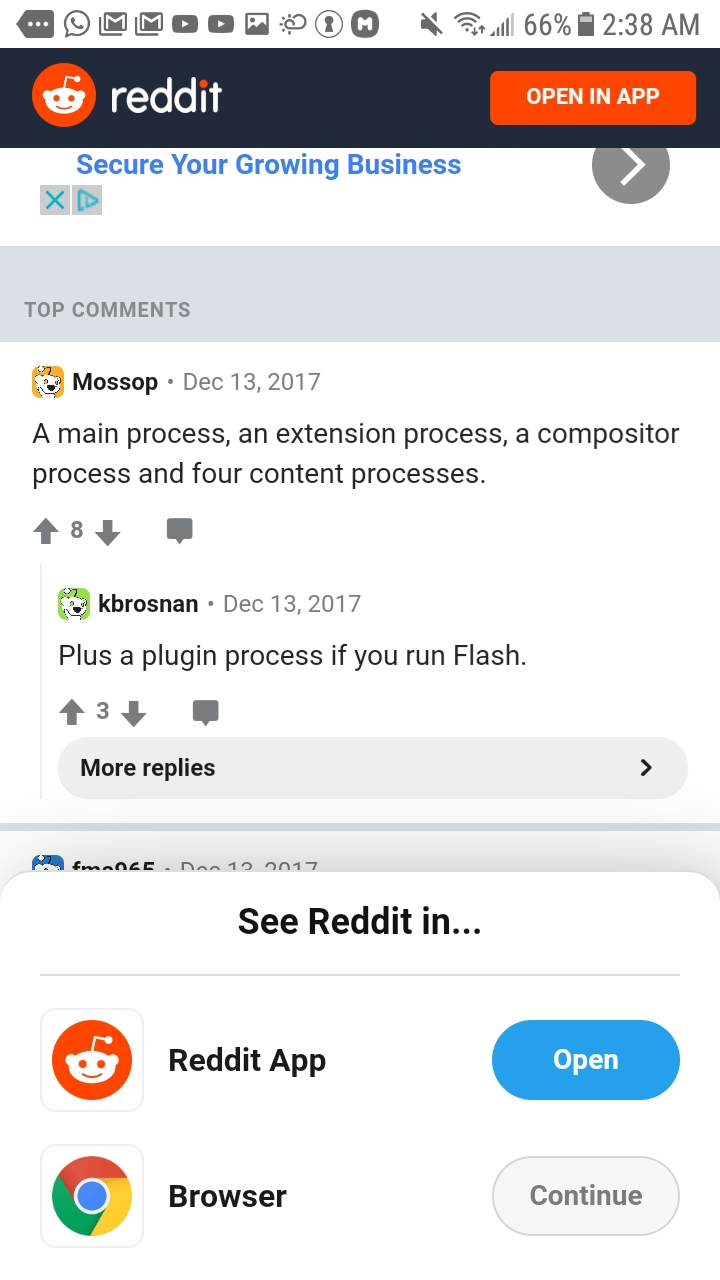 66% 2:38 AM
reddit
OPEN IN APP
Secure Your Growing Business
TOP COMMENTS
Mossop • Dec 13, 2017
A main process, an extension process, a compositor
process and four content processes.
8
kbrosnan • Dec 13, 2017
Plus a plugin process if you run Flash.
3
More replies
Dec 13, 2017
See Reddit in...
Reddit App
Open
Browser
Continue